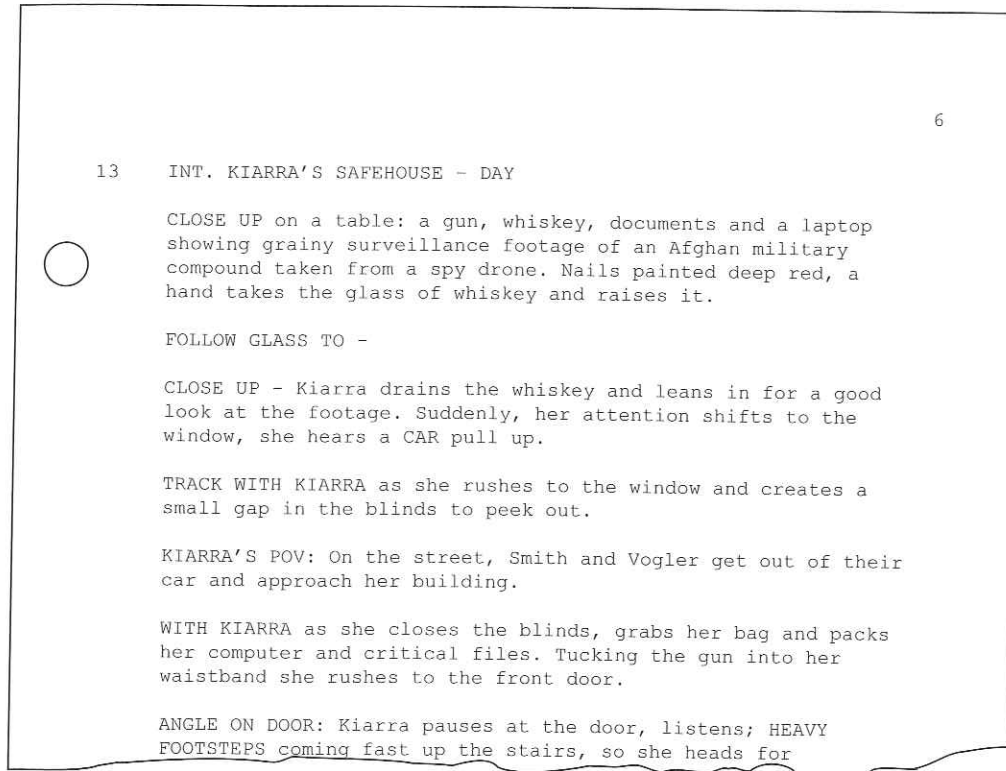 6
13 INT. KIARRA'S SAFEHOUSE - DAY
CLOSE UP on a table: a gun, whiskey, documents and a laptop
showing grainy surveillance footage of an Afghan military
compound taken from a spy drone. Nails painted deep red, a
hand takes the glass of whiskey and raises it.
FOLLOW GLASS TO -
CLOSE UP - Kiarra drains the whiskey and leans in for a good
look at the footage. Suddenly, her attention shifts to the
window, she hears a CAR pull up.
TRACK WITH KIARRA as she rushes to the window and creates a
small gap in the blinds to peek out.
KIARRA'S POV: On the street, Smith and Vogler get out of their
car and approach her building.
WITH KIARRA as she closes the blinds, grabs her bag and packs
her computer and critical files. Tucking the gun into her
waistband she rushes to the front door.
ANGLE ON DOOR: Kiarra pauses at the door, listens; HEAVY
FOOTSTEPS coming fast up the stairs, so she heads for